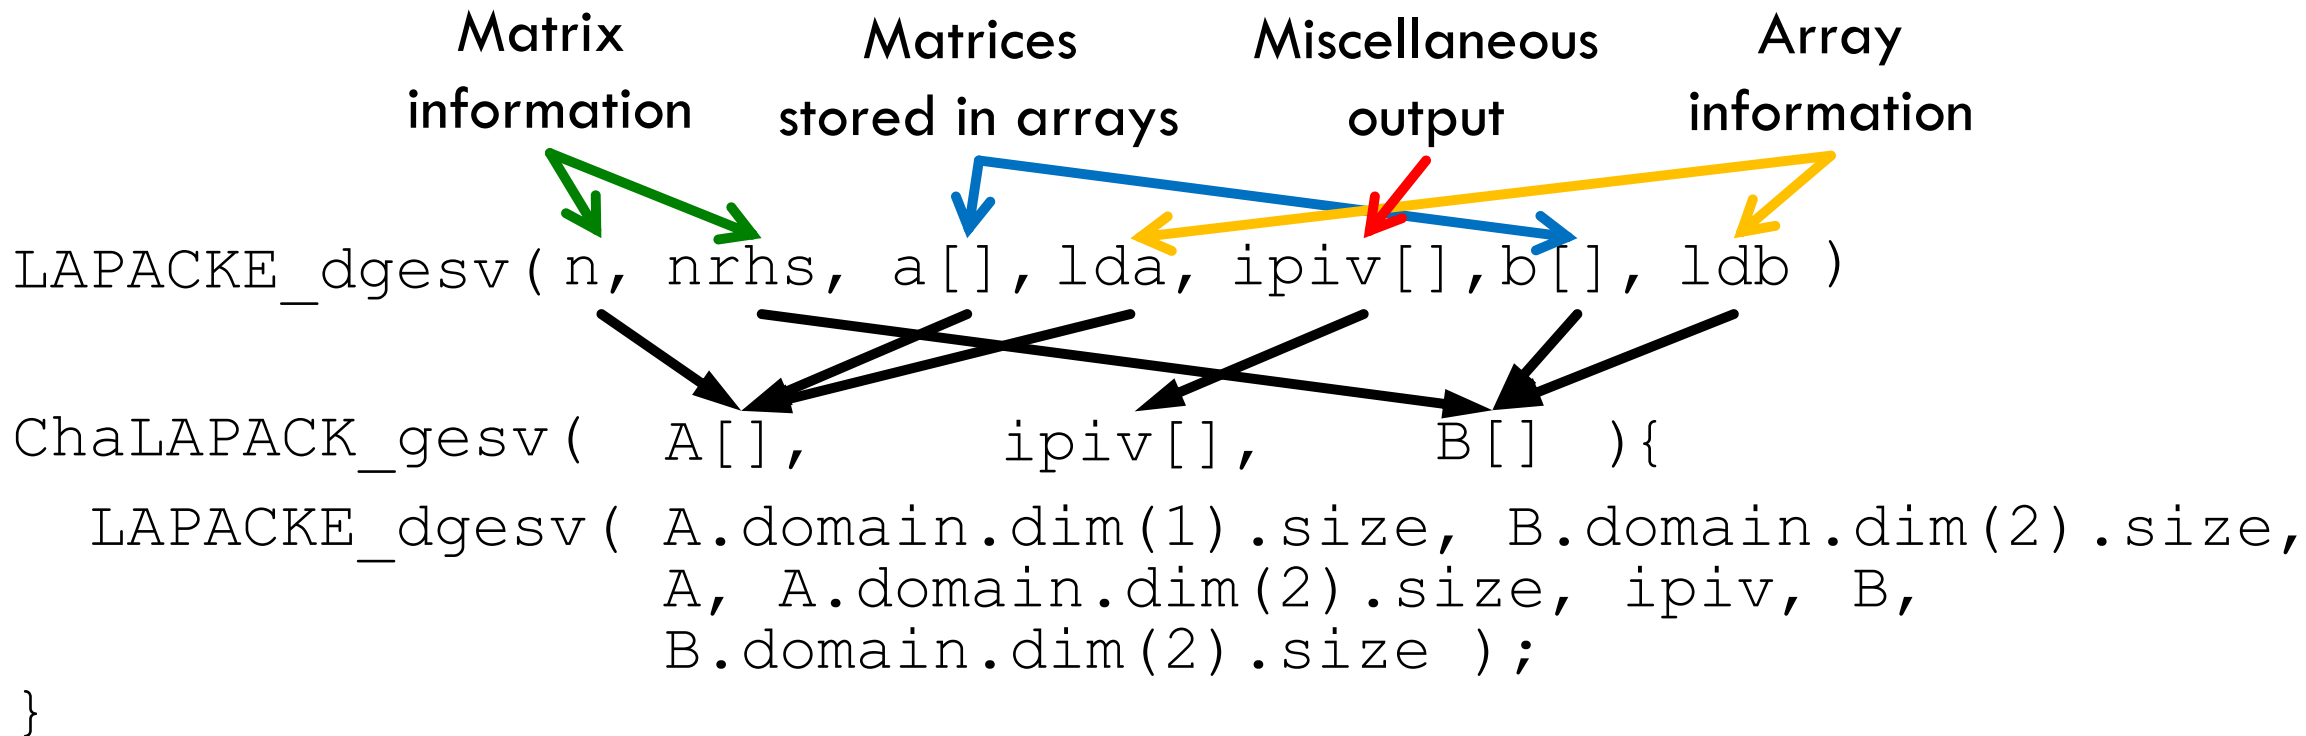 Matrix information
Matrices stored in arrays
Miscellaneous output
Array information
LAPACKE_dgesv( n, nrhs, a[], lda, ipiv[], b[], ldb )
ChaLAPACK_gesv( A[], ipiv[], B[] ){
LAPACKE_dgesv( A.domain.dim(1).size, B.domain.dim(2).size,
A, A.domain.dim(2).size, ipiv, B,
B.domain.dim(2).size );
}